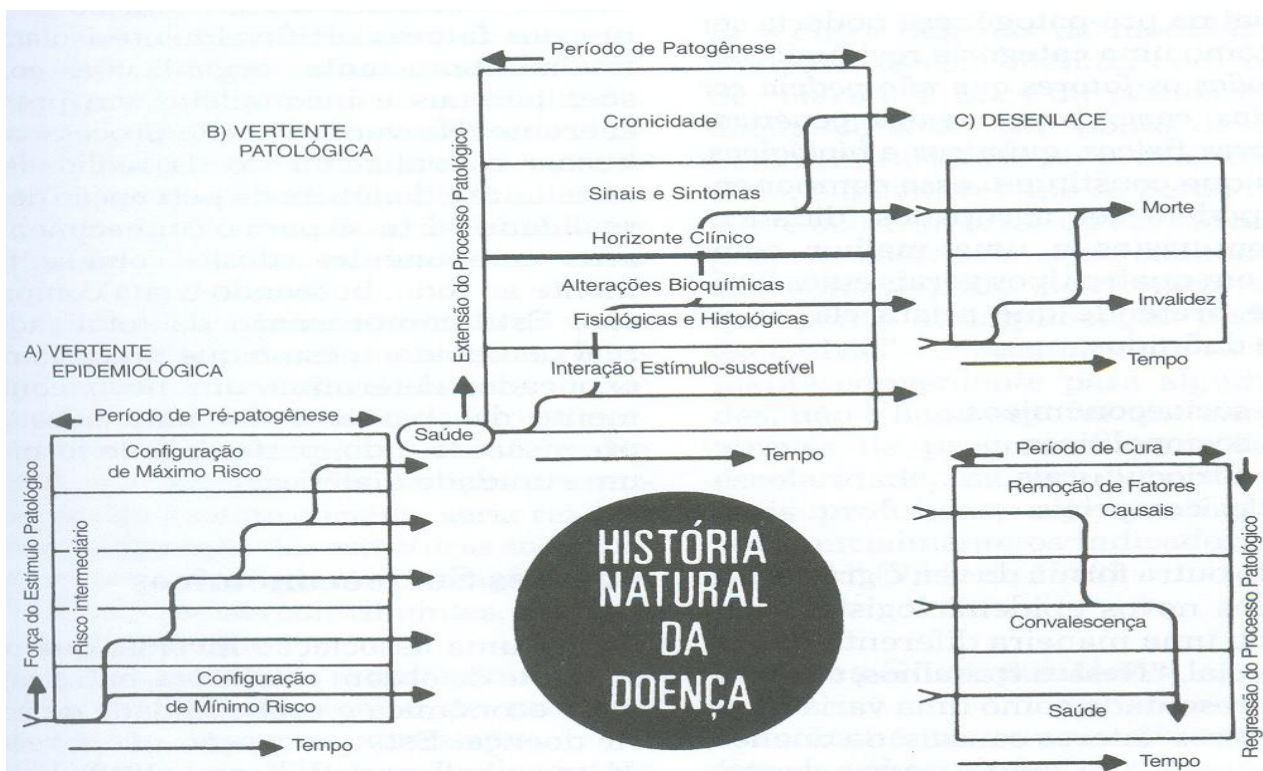 Período de Patogênese
B) VERTENTE
PATOLÓGICA
Extensão do Processo Patológico
Cronicidade
Sinais e Sintomas
Horizonte Clínico
Alterações Bioquímicas
Fisiológicas e Histológicas
Interação Estímulo-suscetível
Saúde
Tempo
C) DESENLACE
Morte
Invalidez
Tempo
A) VERTENTE
EPIDEMIOLÓGICA
Período de Pré-patogênese
Força do Estímulo Patológico
Risco intermediário
Configuração
de Máximo Risco
Configuração
de Mínimo Risco
Tempo
HISTÓRIA
NATURAL
DA
DOENÇA
Período de Cura
Remoção de Fatores
Causais
Convalescença
Saúde
Tempo
Regressão do Processo Patológico